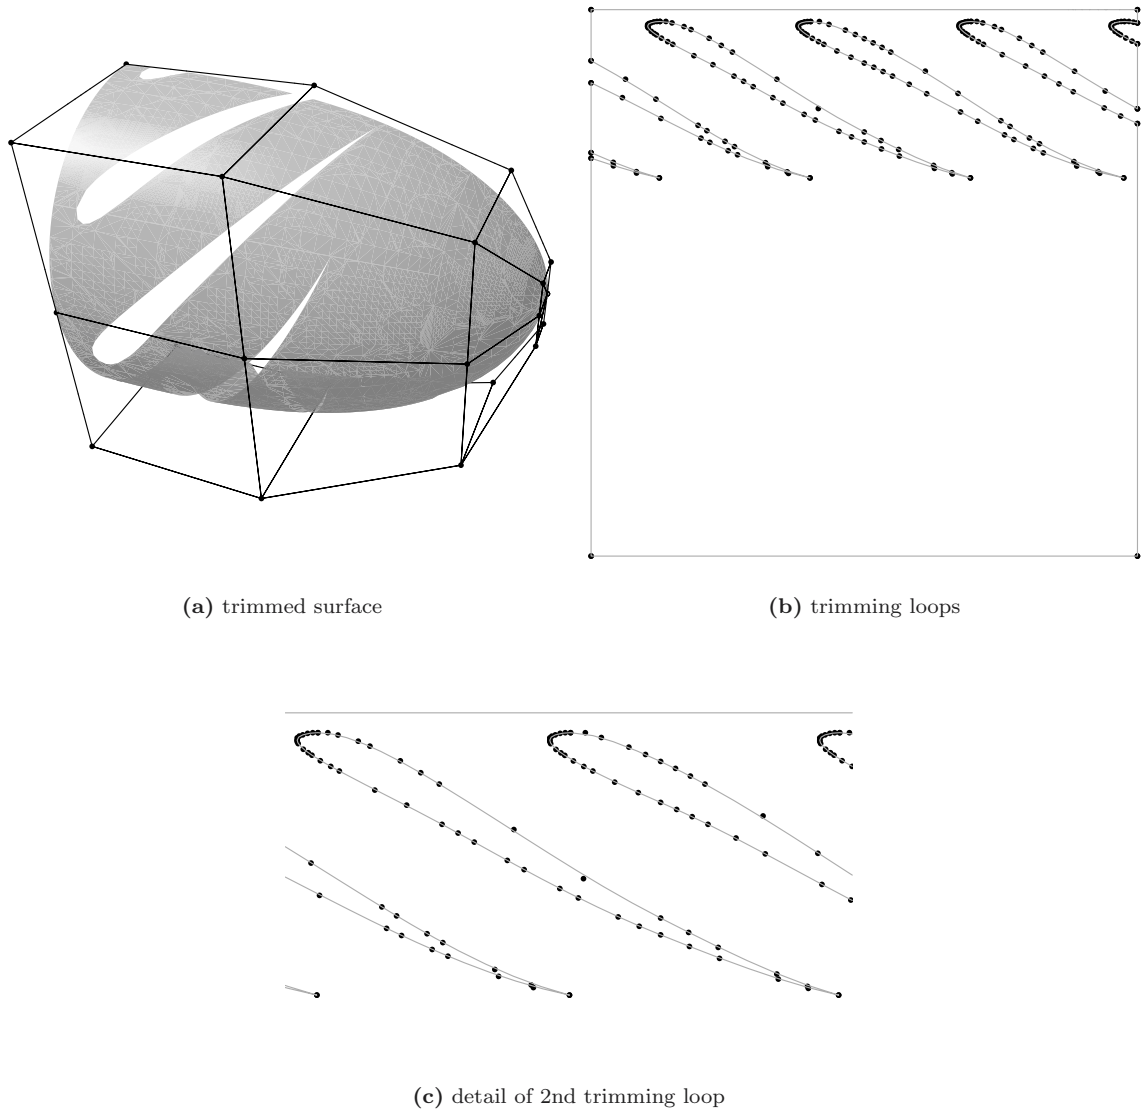 (a) trimmed surface
(b) trimming loops
(c) detail of 2nd trimming loop